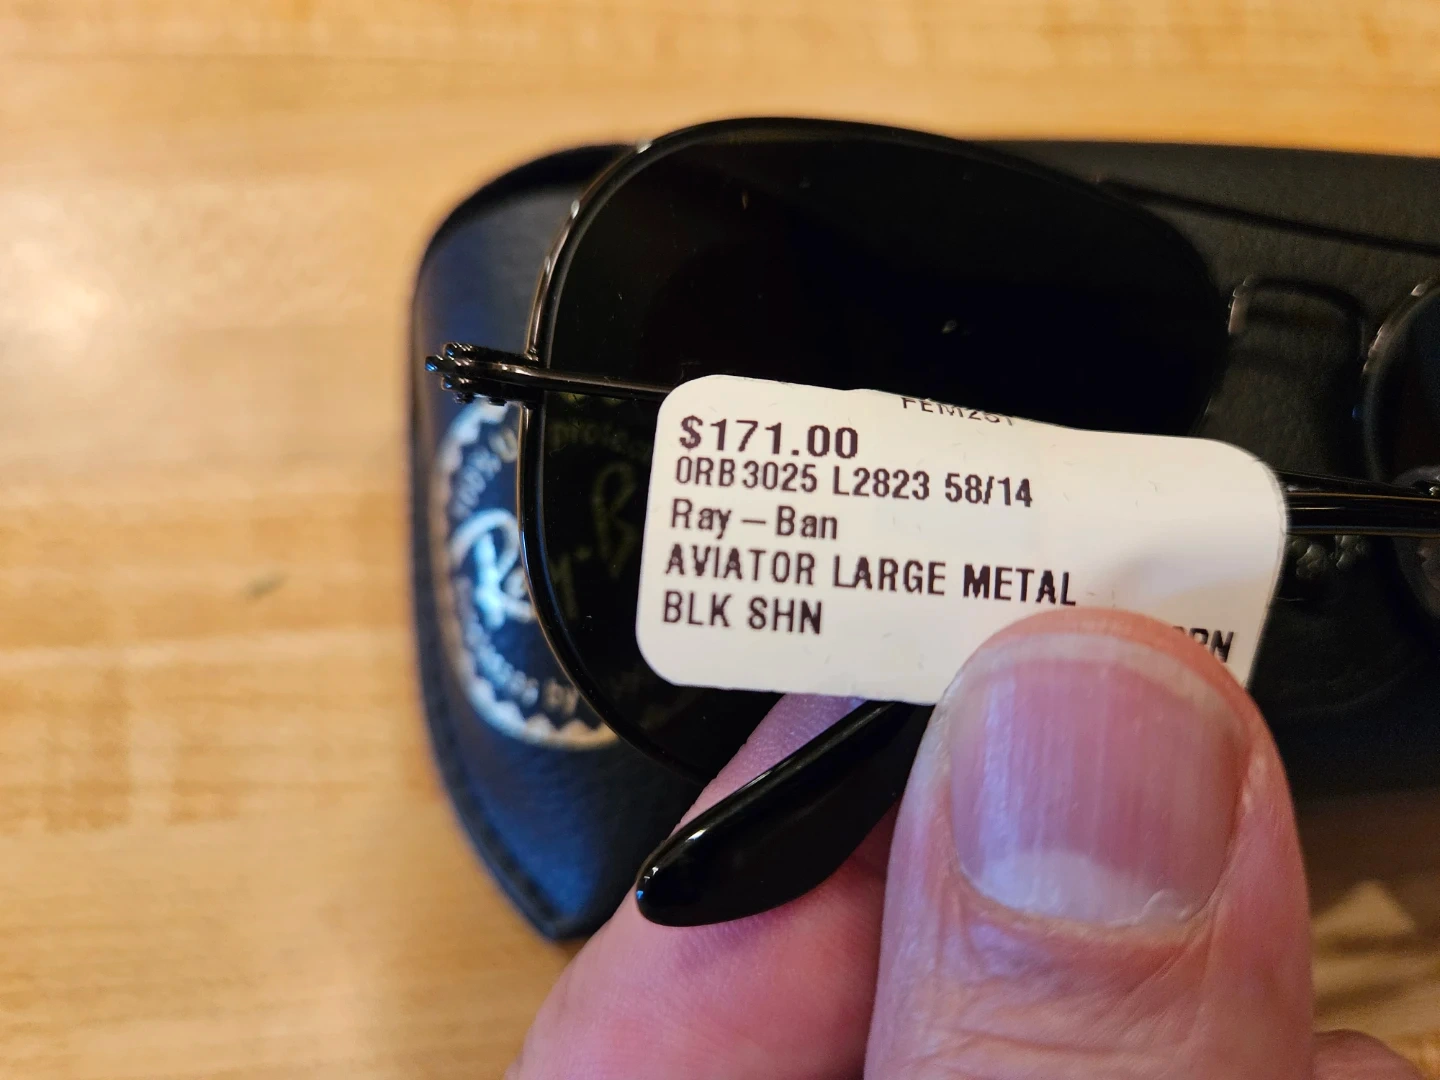 $171.00
0RB3025 L2823 58/14
Ray-Ban
AVIATOR LARGE METAL
BLK SHN